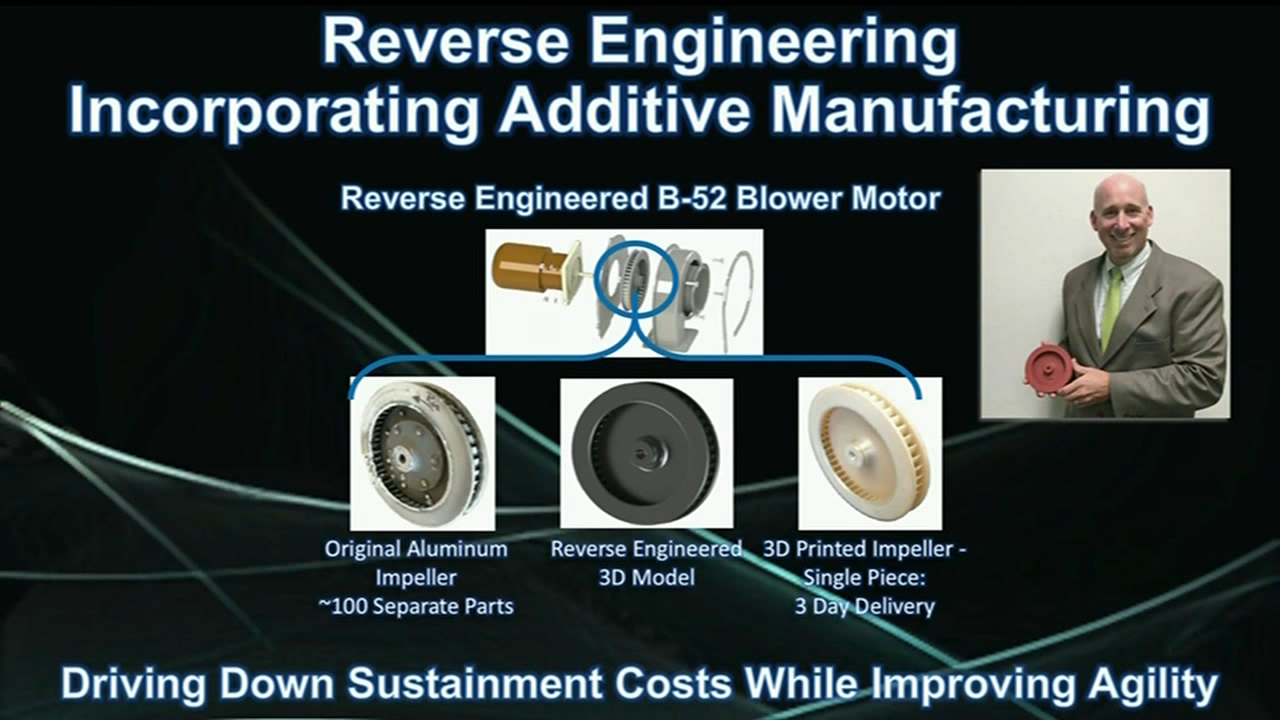 Reverse Engineering
Incorporating Additive Manufacturing
Reverse Engineered B-52 Blower Motor
Original Aluminum
Impeller
~100 Separate Parts
Reverse Engineered
3D Model
3D Printed Impeller -
Single Piece:
3 Day Delivery
Driving Down Sustainment Costs While Improving Agility